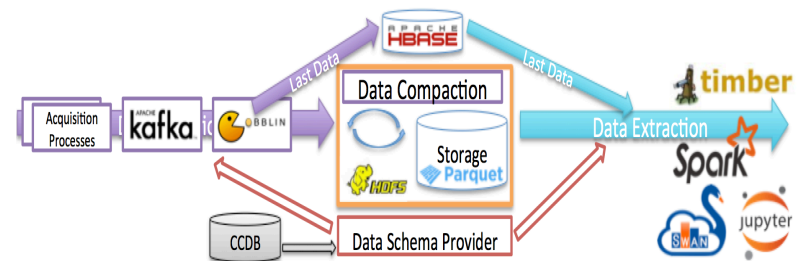 APACHE
HBASE
Last Data
Last Data
Data Compaction
timber
Acquisition
Processes
APACHE
kafka
OBBLIN
Data Extraction
Storage
Parquet
HDFS
Spark
SWAN
jupyter
CCDB
Data Schema Provider